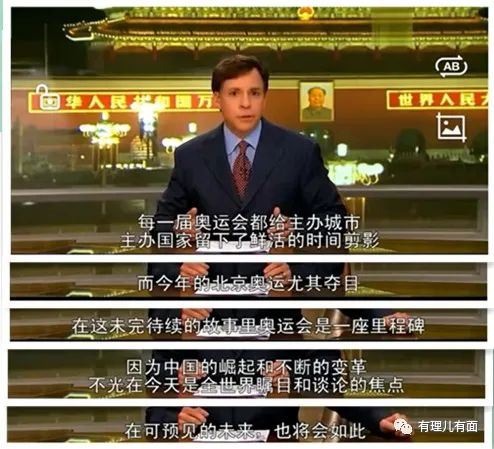 华人民共和国万
世界人民大
AB
每一届奥运会都给主办城市
主办国家留下了鲜活的时间剪影
而今年的北京奥运尤其夺目
在这未完待续的故事里奥运会是一座里程碑
因为中国的崛起和不断的变革
不光在今天是全世界瞩目和谈论的焦点
在可预见的未来，也将会如此
有理儿有面